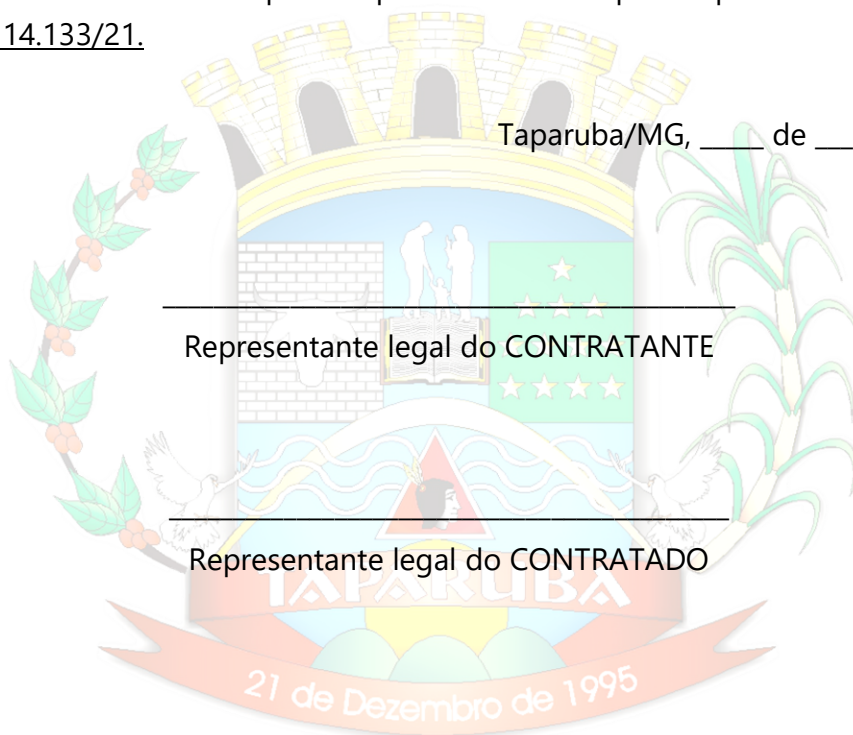 14.133/21.
Taparuba/MG, _____ de ___
Representante legal do CONTRATANTE
Representante legal do CONTRATADO
TAPARUBA
21 de Dezembro de 1995